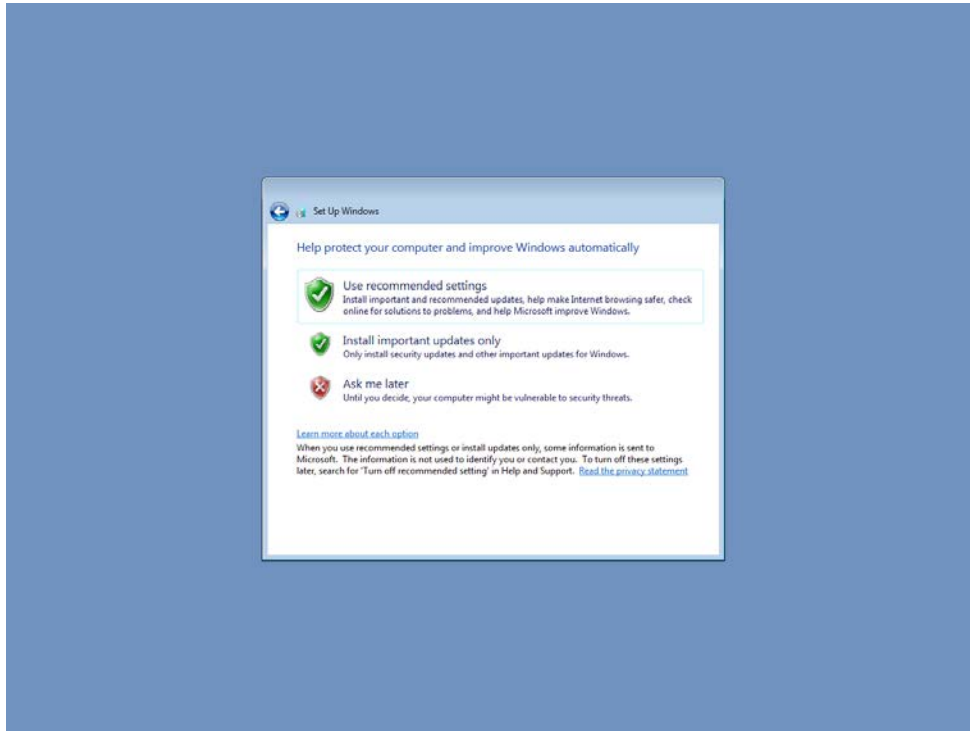 Set Up Windows
Help protect your computer and improve Windows automatically
Use recommended settings
Install important and recommended updates, help make Internet browsing safer, check
online for solutions to problems, and help Microsoft improve Windows.
Install important updates only
Only install security updates and other important updates for Windows.
Ask me later
Until you decide, your computer might be vulnerable to security threats.
Learn more about each option
When you use recommended settings or install updates only, some information is sent to
Microsoft. The information is not used to identify you or contact you. To turn off these settings
later, search for 'Turn off recommended setting' in Help and Support. Read the privacy statement